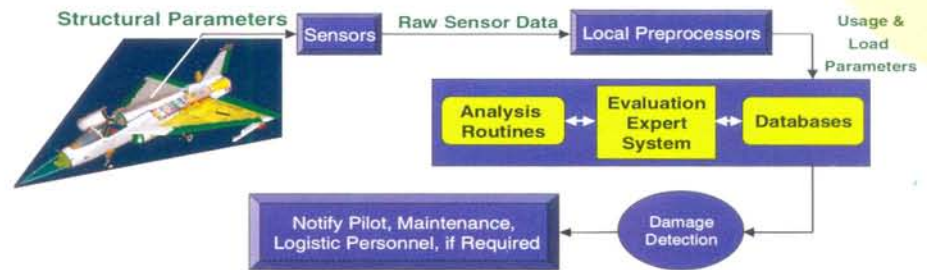 Structural Parameters
Sensors
Raw Sensor Data
Local Preprocessors
Usage &
Load
Parameters
Analysis
Routines
Evaluation
Expert
System
Databases
Notify Pilot, Maintenance,
Logistic Personnel, if Required
Damage
Detection